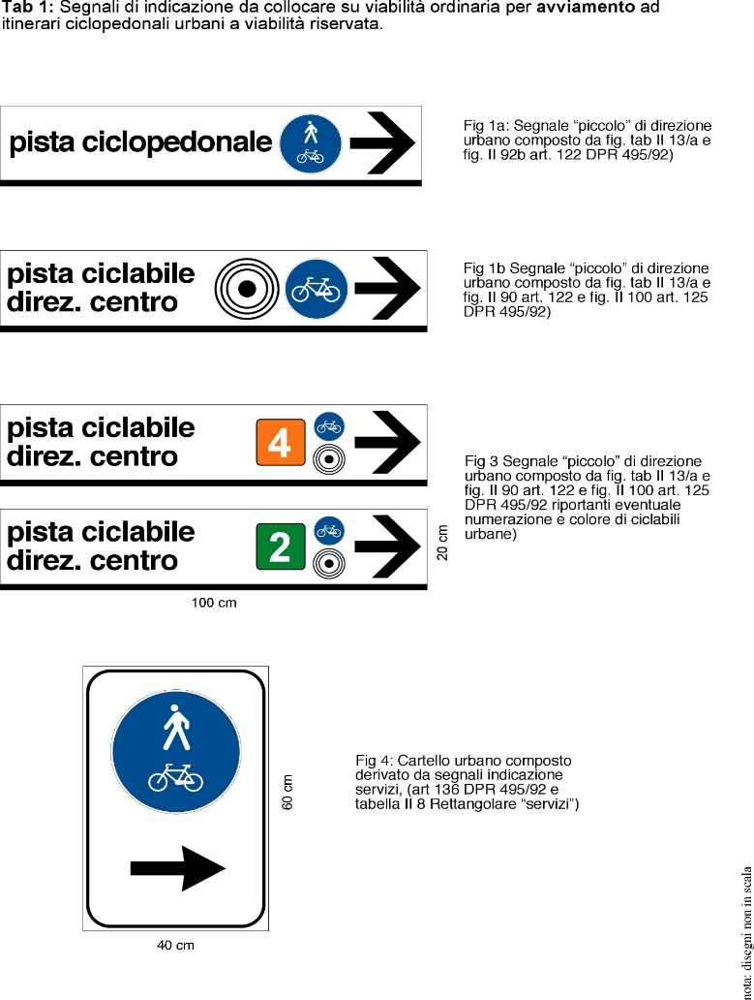 Tab 1: Segnali di indicazione da collocare su viabilità ordinaria per avviamento ad
itinerari ciclopedonali urbani a viabilità riservata.
pista ciclopedonale
Fig 1a: Segnale “piccolo” di direzione
urbano composto da fig. tab II 13/a e
fig. II 92b art. 122 DPR 495/92)
pista ciclabile
direz. centro
Fig 1b Segnale “piccolo” di direzione
urbano composto da fig. tab II 13/a e
fig. II 90 art. 122 e fig. II 100 art. 125
DPR 495/92)
pista ciclabile
direz. centro
4
pista ciclabile
direz. centro
2
20 cm
100 cm
Fig 3 Segnale “piccolo” di direzione
urbano composto da fig. tab II 13/a e
fig. II 90 art. 122 e fig. II 100 art. 125
DPR 495/92 riportanti eventuale
numerazione e colore di ciclabili
urbane)
60 cm
40 cm
Fig 4: Cartello urbano composto
derivato da segnali indicazione
servizi, (art 136 DPR 495/92 e
tabella II 8 Rettangolare “servizi”)
nota: disegni non in scala